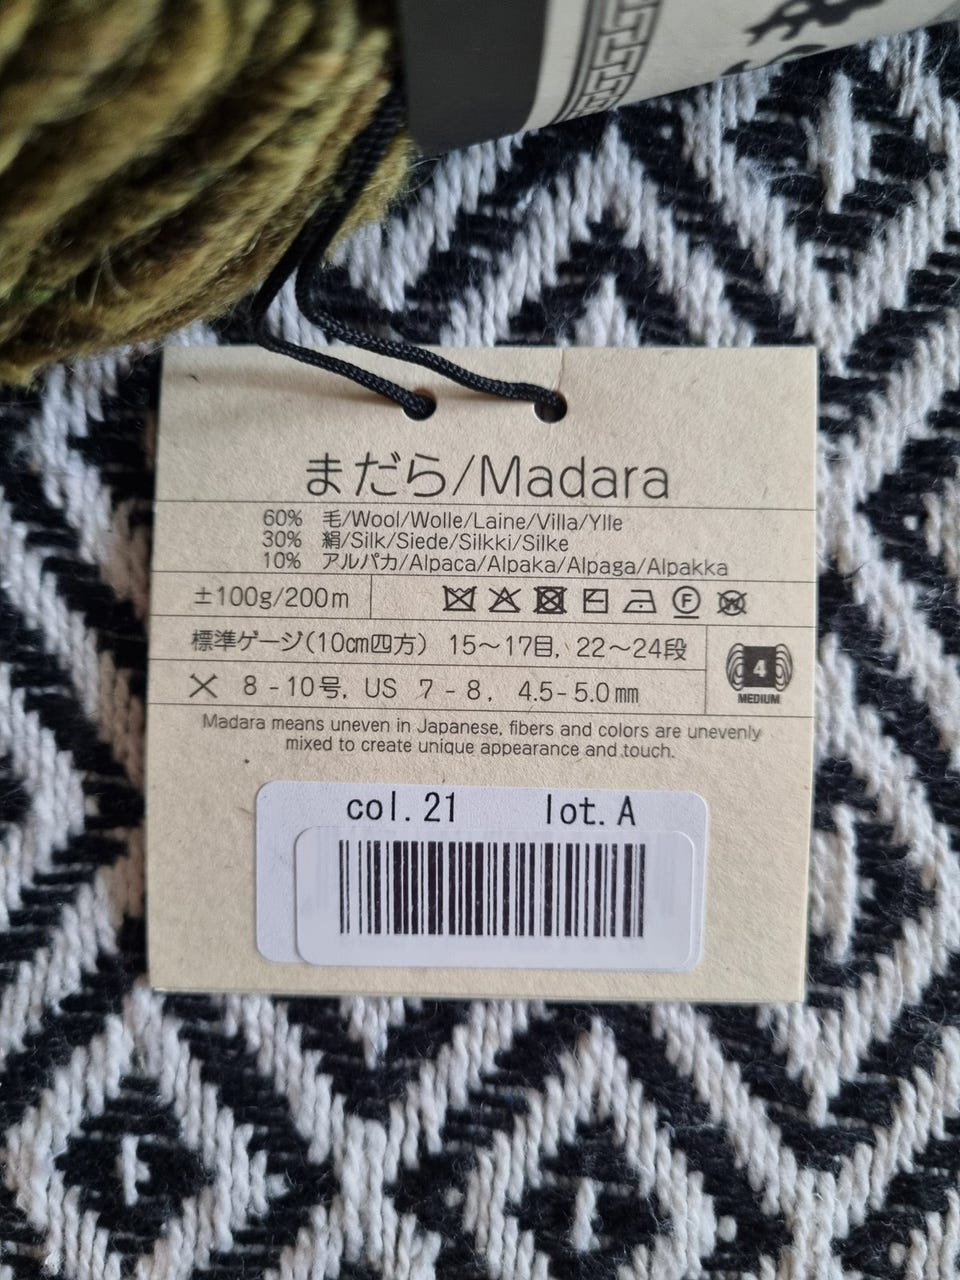 まだら/Madara
60% 毛/Wool/Wolle/Laine/Villa/Ylle
30% 絹/Silk/Siede/Silkki/Silke
10% アルパカ/Alpaca/Alpaka/Alpaga/Alpakka
±100g/200m
F
W
標準ゲージ(10cm四方) 15～17目, 22～24段
8-10号, US 7-8, 4.5-5.0mm
4
MEDIUM
Madara means uneven in Japanese, fibers and colors are unevenly
mixed to create unique appearance and touch.
col.21 lot.A